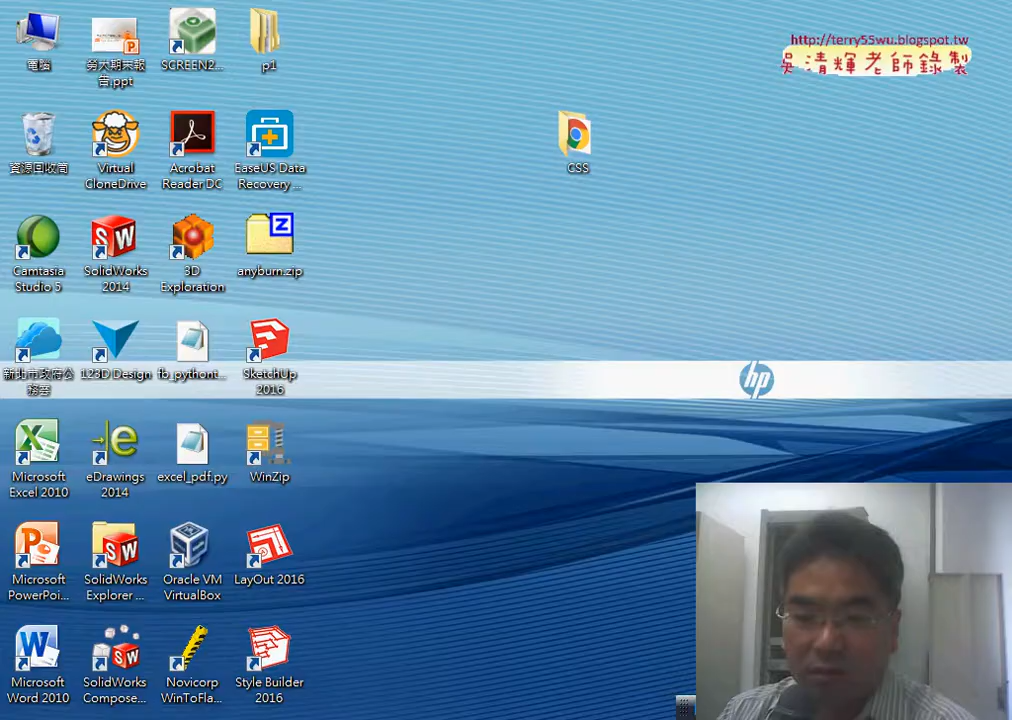 http://terry55wu.blogspot.tw
吳清輝老師錄製
電腦
勞大期末報
告.ppt
SCREEN2...
p1
資源回收筒
Virtual
CloneDrive
Acrobat
Reader DC
EaseUS Data
Recovery ...
CSS
Camtasia
Studio 5
SolidWorks
2014
3D
Exploration
anyburn.zip
新北市政府公
務雲
123D Design
fb_pythont...
SketchUp
2016
hp
Microsoft
Excel 2010
eDrawings
2014
excel_pdf.py
WinZip
Microsoft
PowerPoi...
SolidWorks
Explorer ...
Oracle VM
VirtualBox
LayOut 2016
Microsoft
Word 2010
SolidWorks
Compose...
Novicorp
WinToFla...
Style Builder
2016